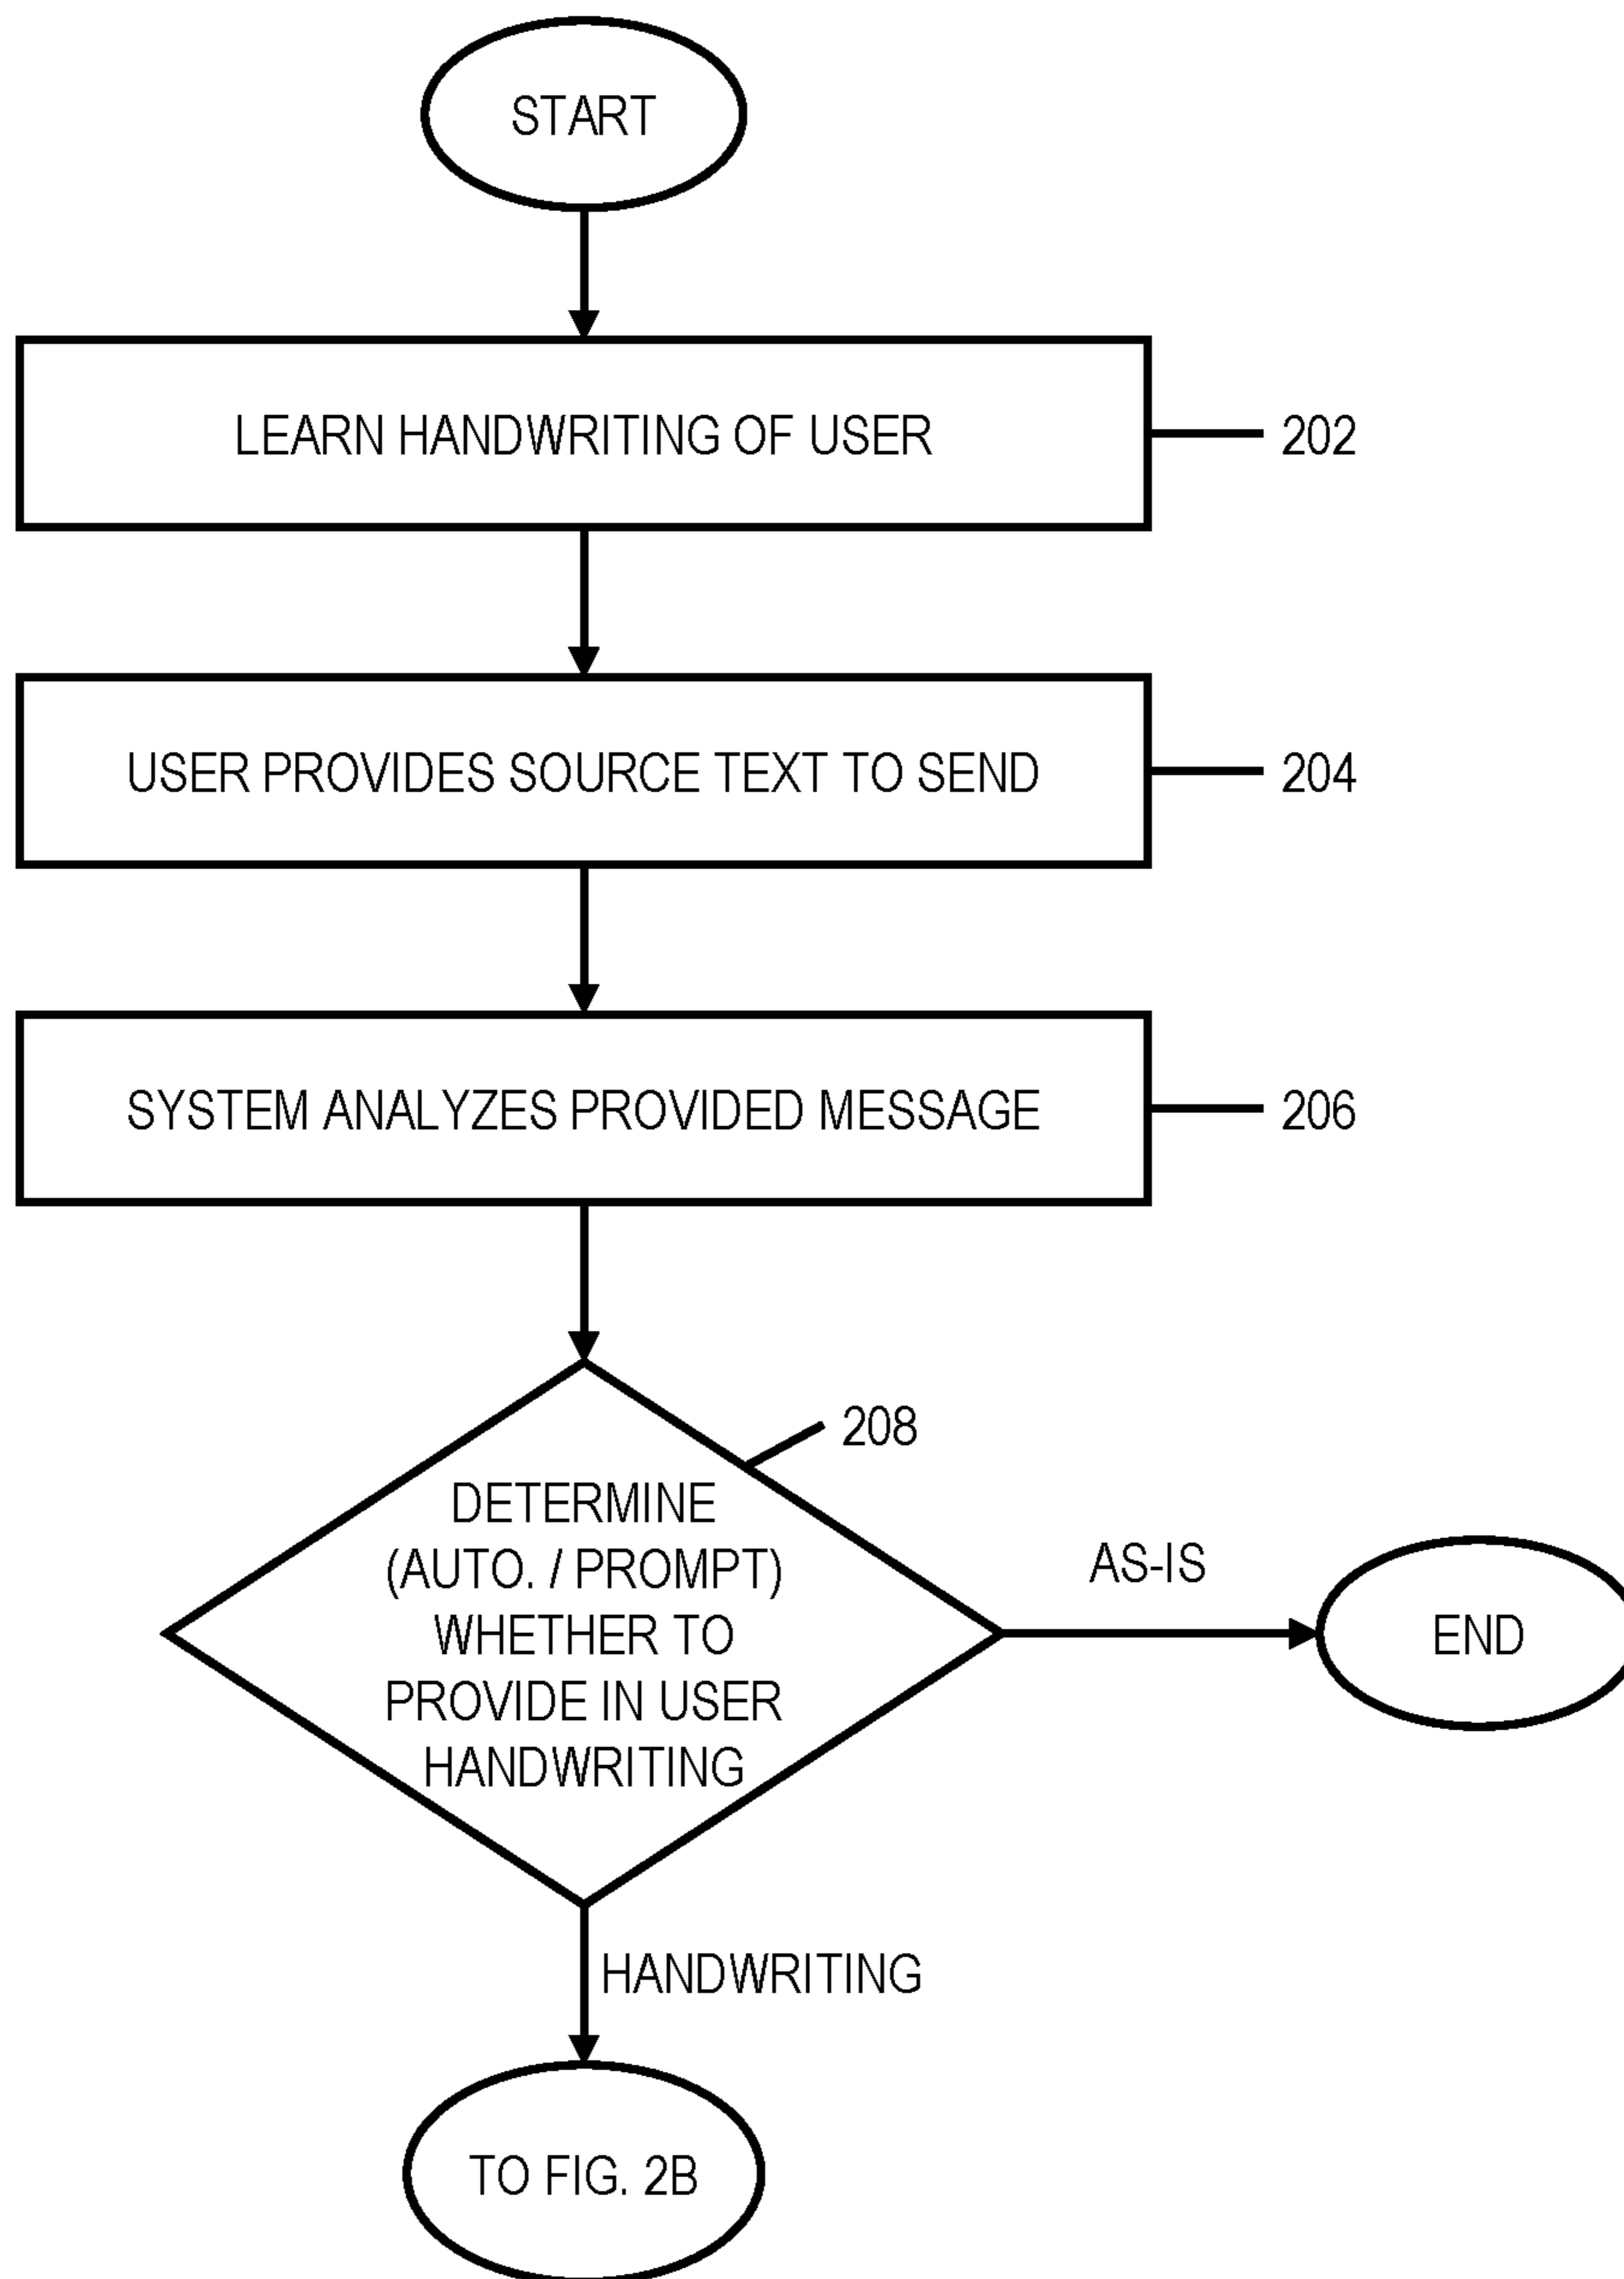 START
LEARN HANDWRITING OF USER
202
USER PROVIDES SOURCE TEXT TO SEND
204
SYSTEM ANALYZES PROVIDED MESSAGE
206
208
DETERMINE
(AUTO. / PROMPT)
WHETHER TO
PROVIDE IN USER
HANDWRITING
AS-IS
END
HANDWRITING
TO FIG. 2B